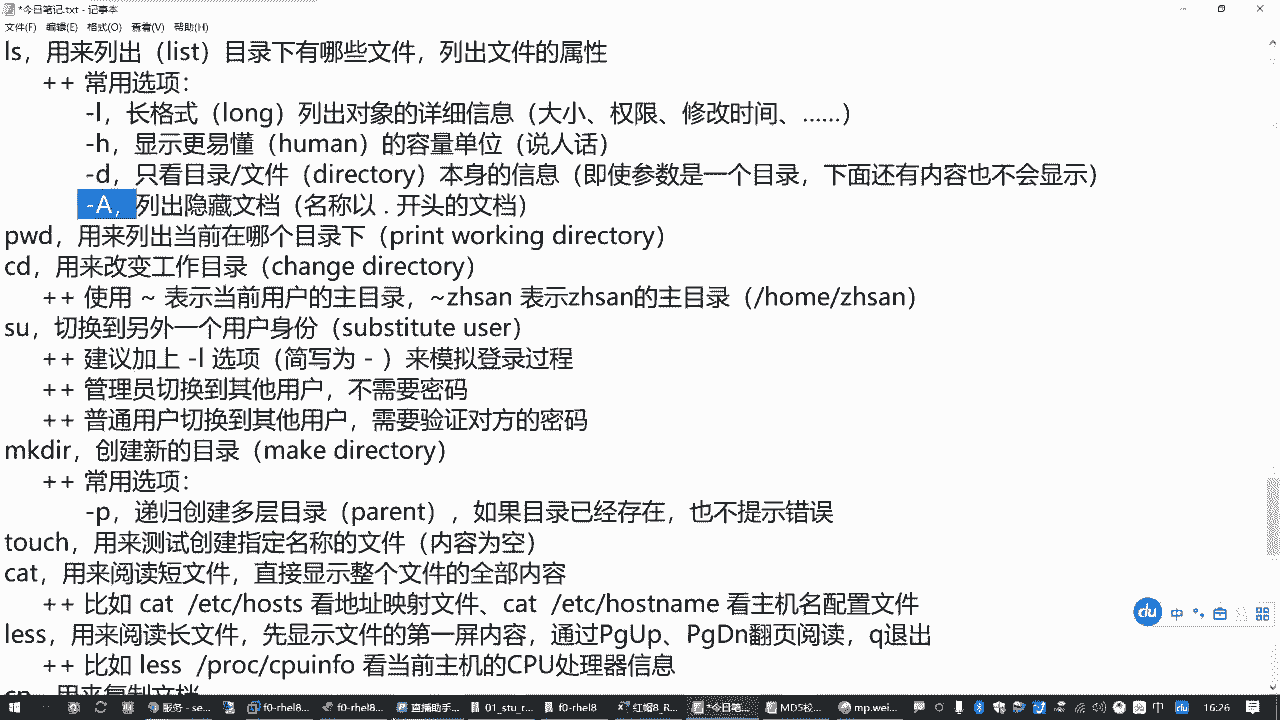 *今日笔记.txt - 记事本
文件(F) 编辑(E) 格式(O) 查看(V) 帮助(H)
ls，用来列出（list）目录下有哪些文件，列出文件的属性
++ 常用选项：
-l，长格式（long）列出对象的详细信息（大小、权限、修改时间、……）
-h，显示更易懂（human）的容量单位（说人话）
-d，只看目录/文件（directory）本身的信息（即使参数是一个目录，下面还有内容也不会显示）
-A，列出隐藏文档（名称以 . 开头的文档）
pwd，用来列出当前在哪个目录下（print working directory）
cd，用来改变工作目录（change directory）
++ 使用 ~ 表示当前用户的主目录，~zhsan 表示zhsan的主目录（/home/zhsan）
su，切换到另外一个用户身份（substitute user）
++ 建议加上 -l 选项（简写为 - ）来模拟登录过程
++ 管理员切换到其他用户，不需要密码
++ 普通用户切换到其他用户，需要验证对方的密码
mkdir，创建新的目录（make directory）
++ 常用选项：
-p，递归创建多层目录（parent），如果目录已经存在，也不提示错误
touch，用来测试创建指定名称的文件（内容为空）
cat，用来阅读短文件，直接显示整个文件的全部内容
++ 比如 cat  /etc/hosts 看地址映射文件、cat  /etc/hostname 看主机名配置文件
less，用来阅读长文件，先显示文件的第一屏内容，通过PgUp、PgDn翻页阅读，q退出
++ 比如 less  /proc/cpuinfo 看当前主机的CPU处理器信息
cp，用来复制文档
du 中
服务 - se... f0-rhel8... f0-rhel8... 直播助手... 01_stu_r... f0-rhel8 红帽8_R... *今日笔... MD5校... mp.wei... 中 du 16:26